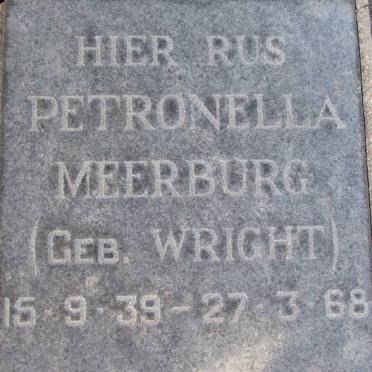 HIER RUS
PETRONELLA
MEERBURG
(GEB. WRIGHT)
15·9·39-27·3·68